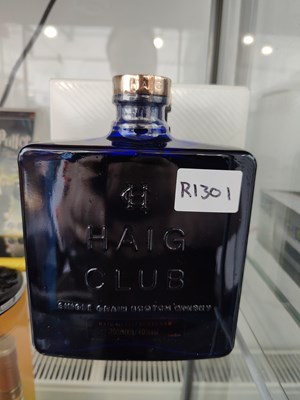 R1301
HAIG
CLUB
SINGLE GRAIN SCOTCH WHISKY